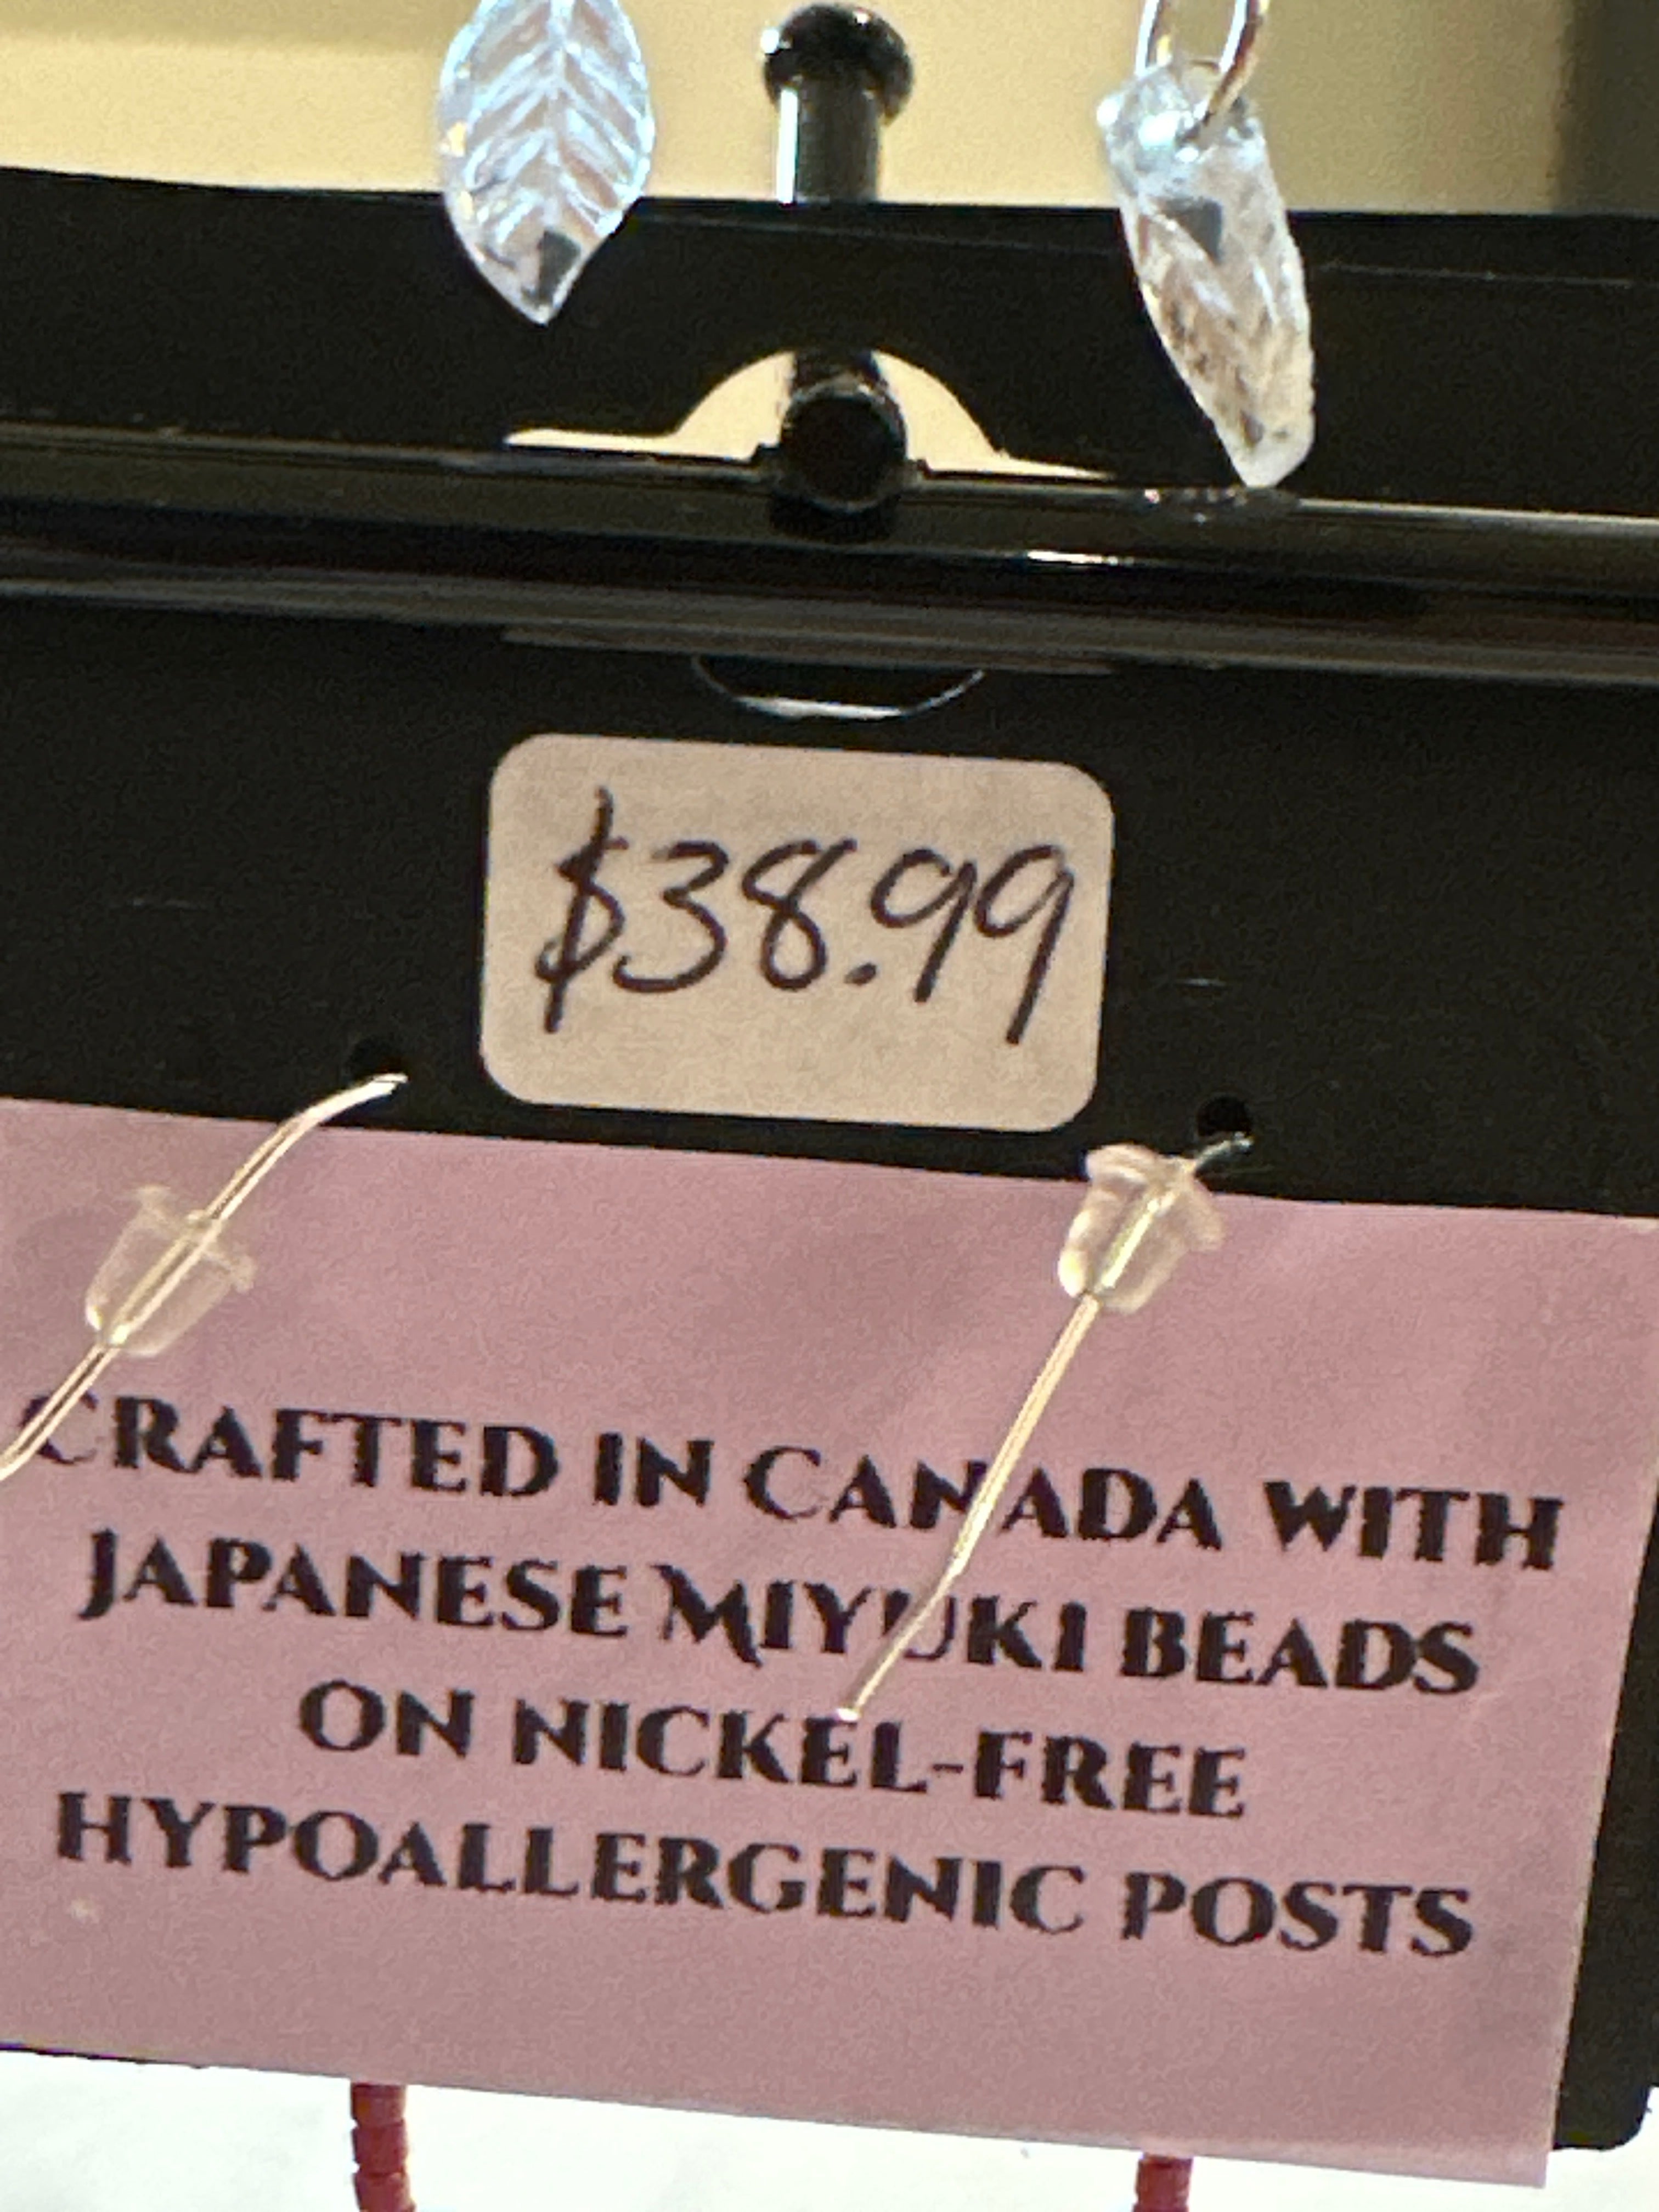 $38.99
CRAFTED IN CANADA WITH
JAPANESE MIYUKI BEADS
ON NICKEL-FREE
HYPOALLERGENIC POSTS